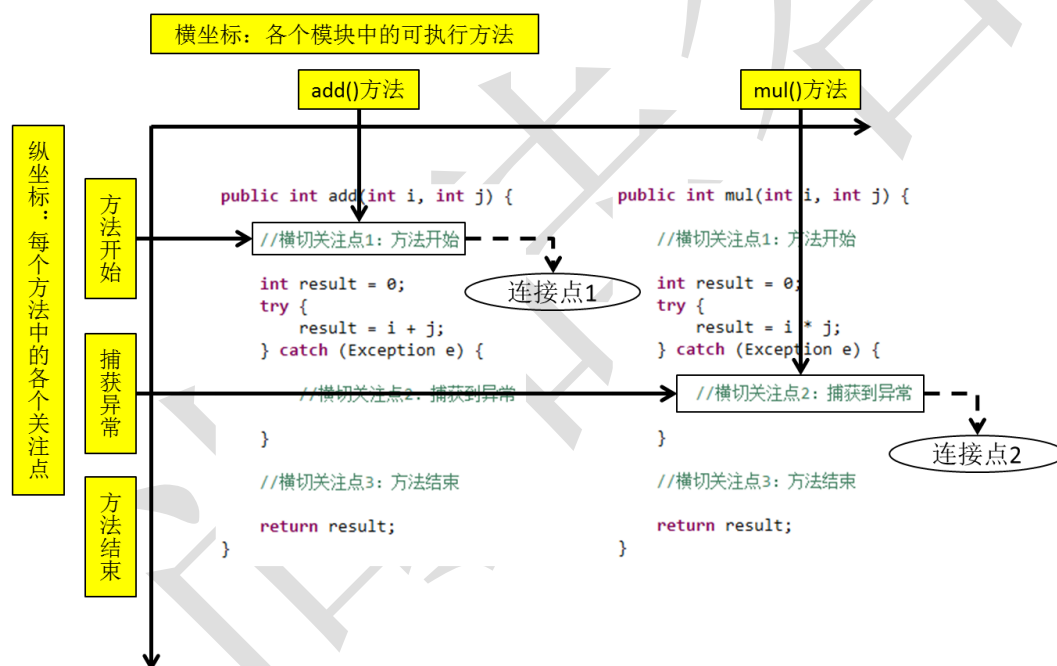 横坐标：各个模块中的可执行方法
add()方法
mul()方法
纵坐标：每个方法中的各个关注点
方法开始
捕获异常
方法结束
public int add(int i, int j) {
//横切关注点1：方法开始
int result = 0;
try {
result = i + j;
} catch (Exception e) {
//横切关注点2：捕获到异常
}
//横切关注点3：方法结束
return result;
}
连接点1
public int mul(int i, int j) {
//横切关注点1：方法开始
int result = 0;
try {
result = i * j;
} catch (Exception e) {
//横切关注点2：捕获到异常
}
//横切关注点3：方法结束
return result;
}
连接点2